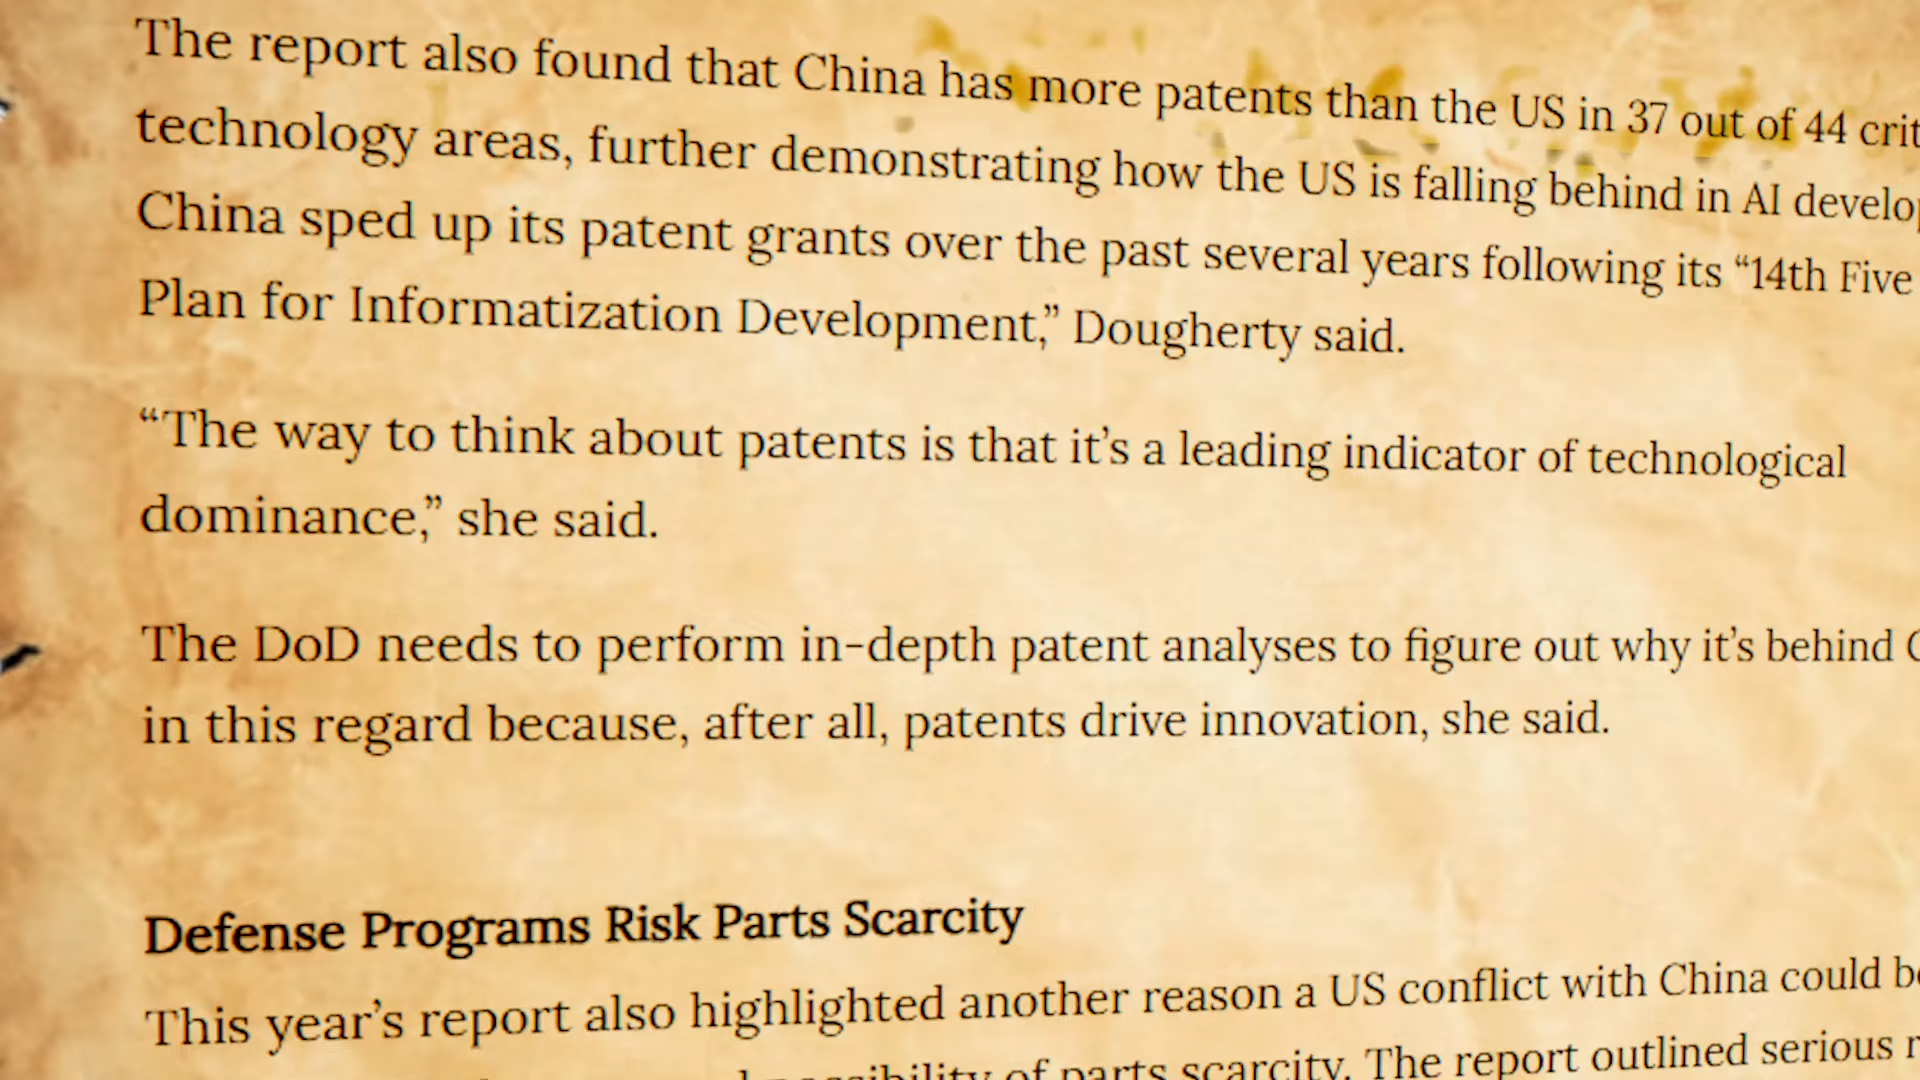 The report also found that China has more patents than the US in 37 out of 44 crit
technology areas, further demonstrating how the US is falling behind in AI develop
China sped up its patent grants over the past several years following its “14th Five
Plan for Informatization Development,” Dougherty said.
“The way to think about patents is that it’s a leading indicator of technological
dominance,” she said.
The DoD needs to perform in-depth patent analyses to figure out why it’s behind
in this regard because, after all, patents drive innovation, she said.
Defense Programs Risk Parts Scarcity
This year’s report also highlighted another reason a US conflict with China could
of parts scarcity. The report outlined serious